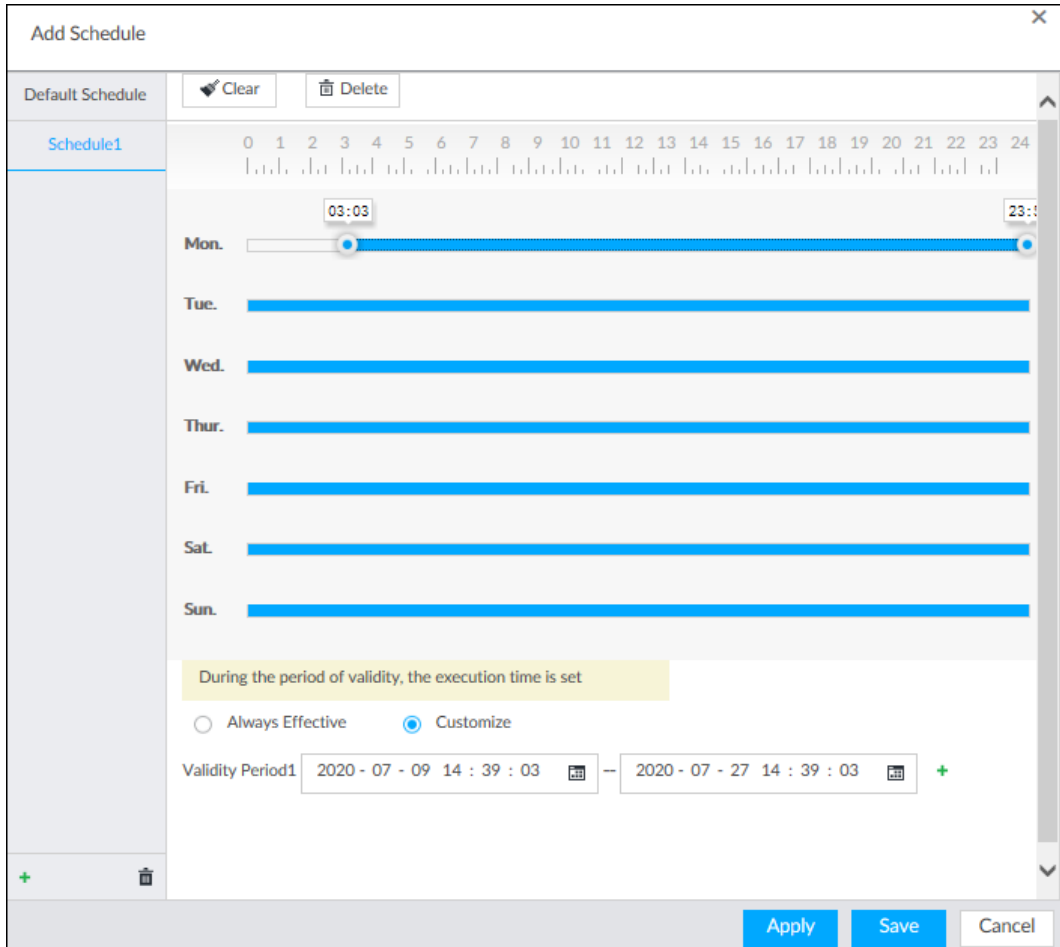 Add Schedule
Default Schedule
Clear Delete
Schedule1
0 1 2 3 4 5 6 7 8 9 10 11 12 13 14 15 16 17 18 19 20 21 22 23 24
03:03
Mon.
Tue.
Wed.
Thur.
Fri.
Sat.
Sun.
During the period of validity, the execution time is set
Always Effective Customize
Validity Period1 2020 - 07 - 09 14 : 39 : 03 -- 2020 - 07 - 27 14 : 39 : 03 +
Apply Save Cancel